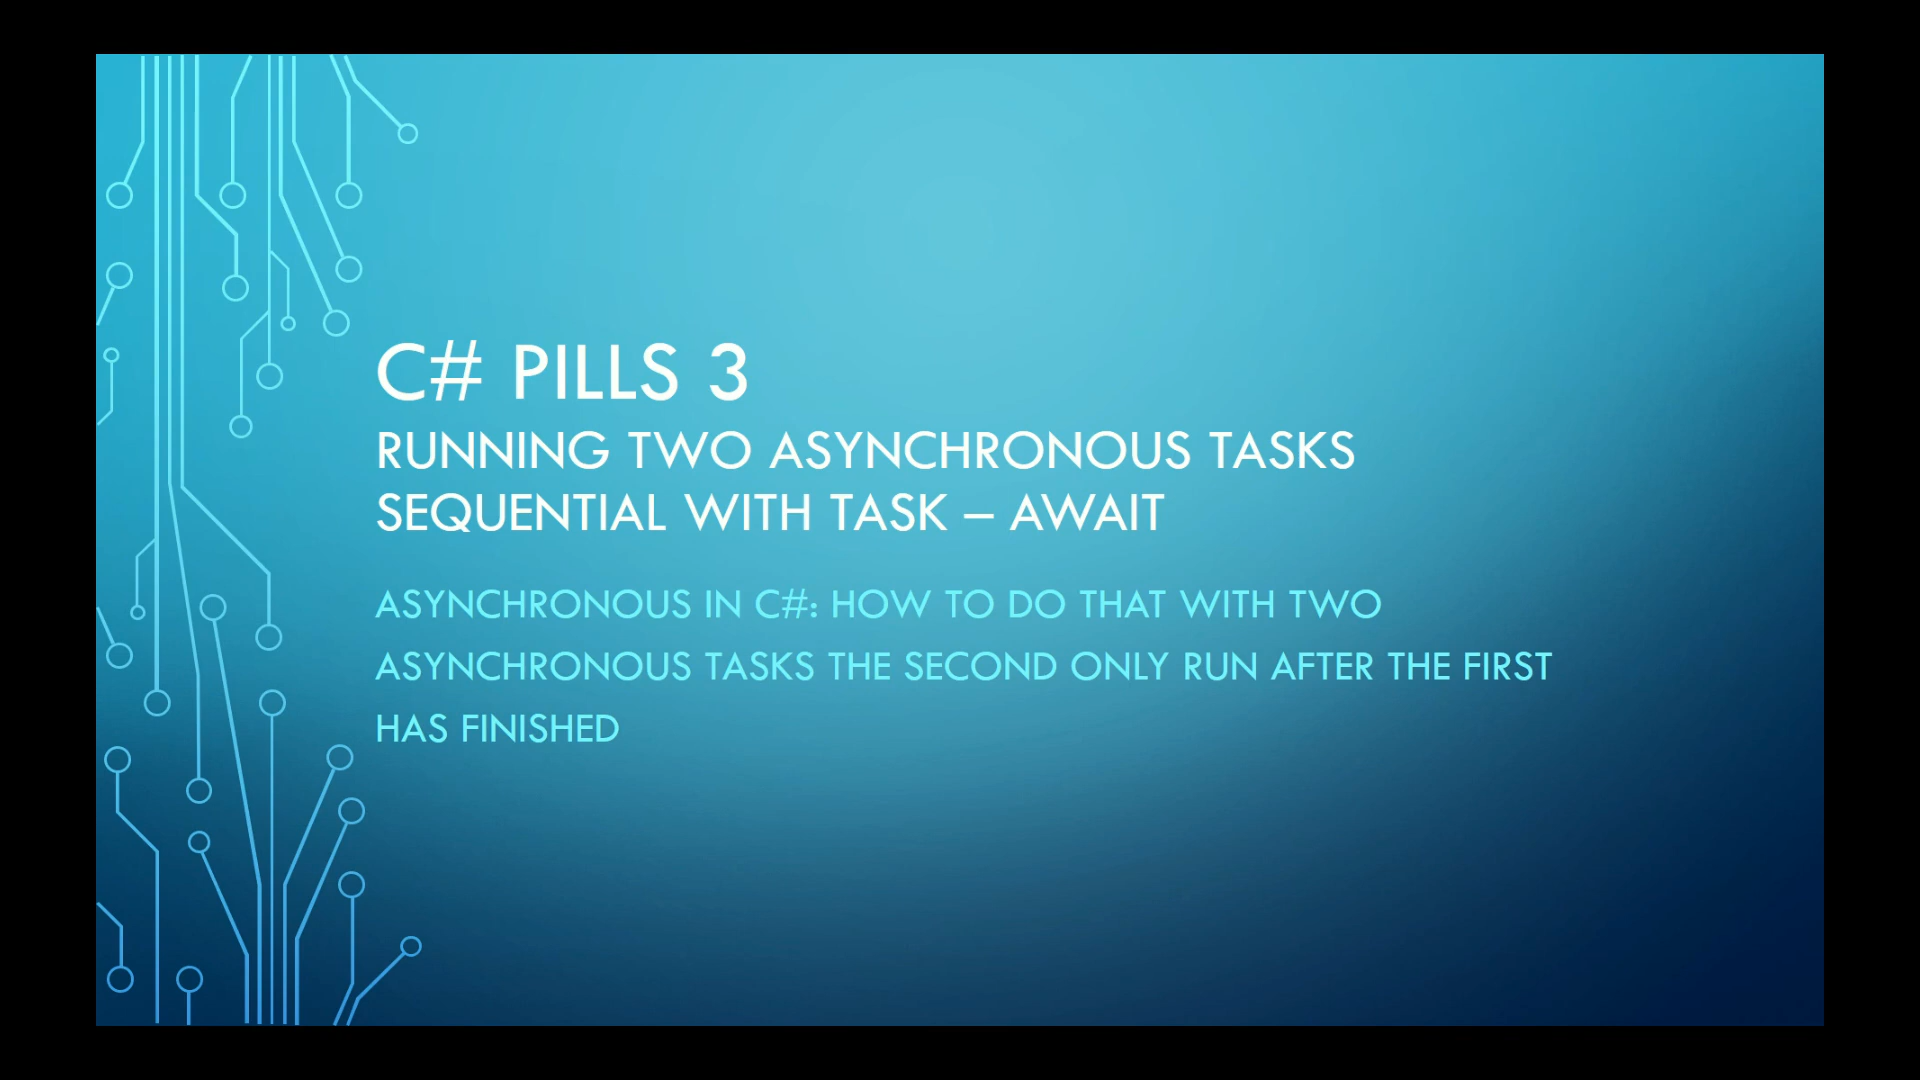 C# PILLS 3
RUNNING TWO ASYNCHRONOUS TASKS
SEQUENTIAL WITH TASK – AWAIT
ASYNCHRONOUS IN C#: HOW TO DO THAT WITH TWO
ASYNCHRONOUS TASKS THE SECOND ONLY RUN AFTER THE FIRST
HAS FINISHED